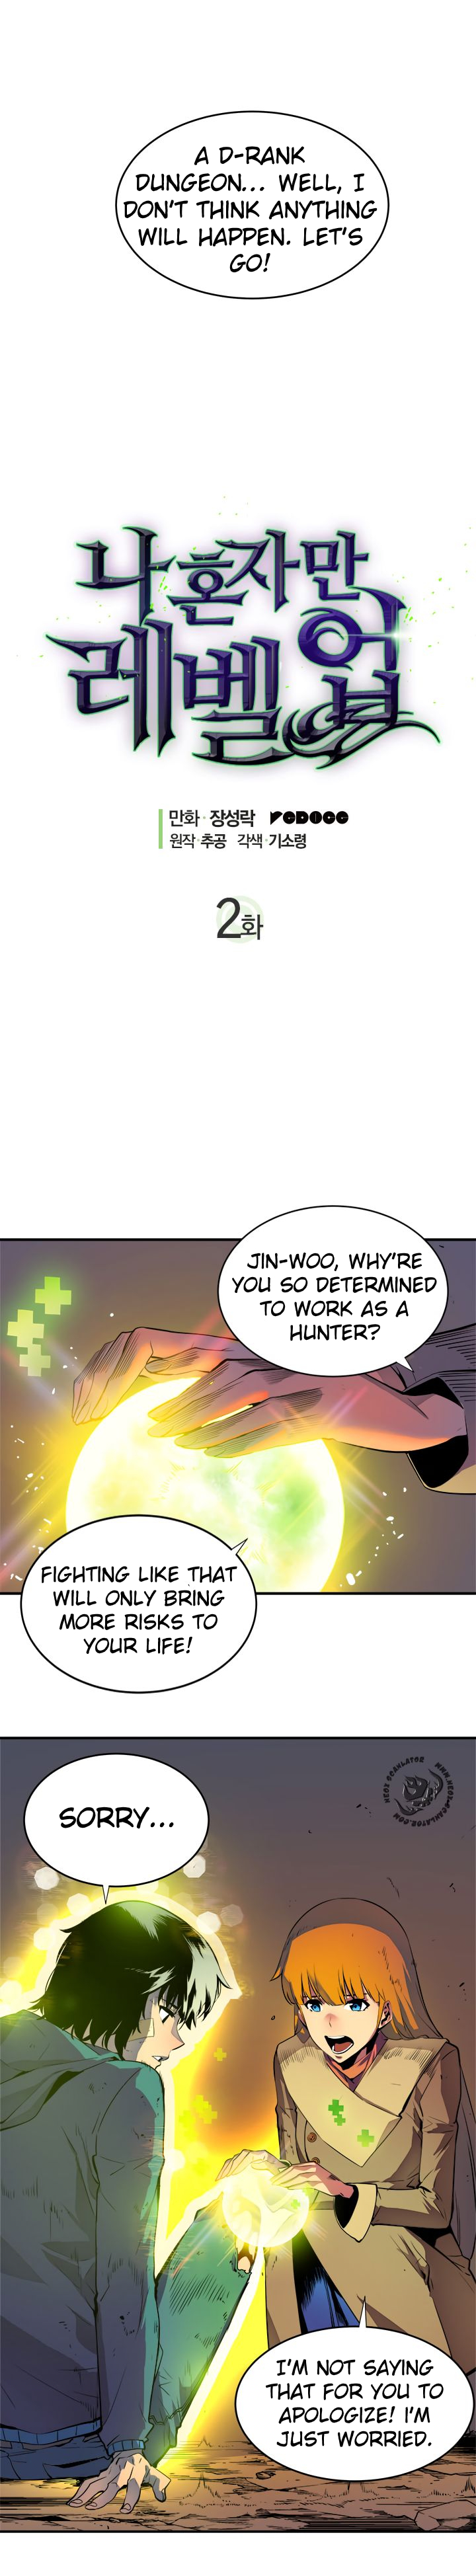 A D-RANK
DUNGEON... WELL, I
DON'T THINK ANYTHING
WILL HAPPEN. LET'S
GO!
나 혼자만
레벨업
만화·장성락 REDICE
원작·추공 각색·기소령
2화
JIN-WOO, WHY'RE
YOU SO DETERMINED
TO WORK AS A
HUNTER?
FIGHTING LIKE THAT
WILL ONLY BRING
MORE RISKS TO
YOUR LIFE!
SORRY...
I'M NOT SAYING
THAT FOR YOU TO
APOLOGIZE! I'M
JUST WORRIED.